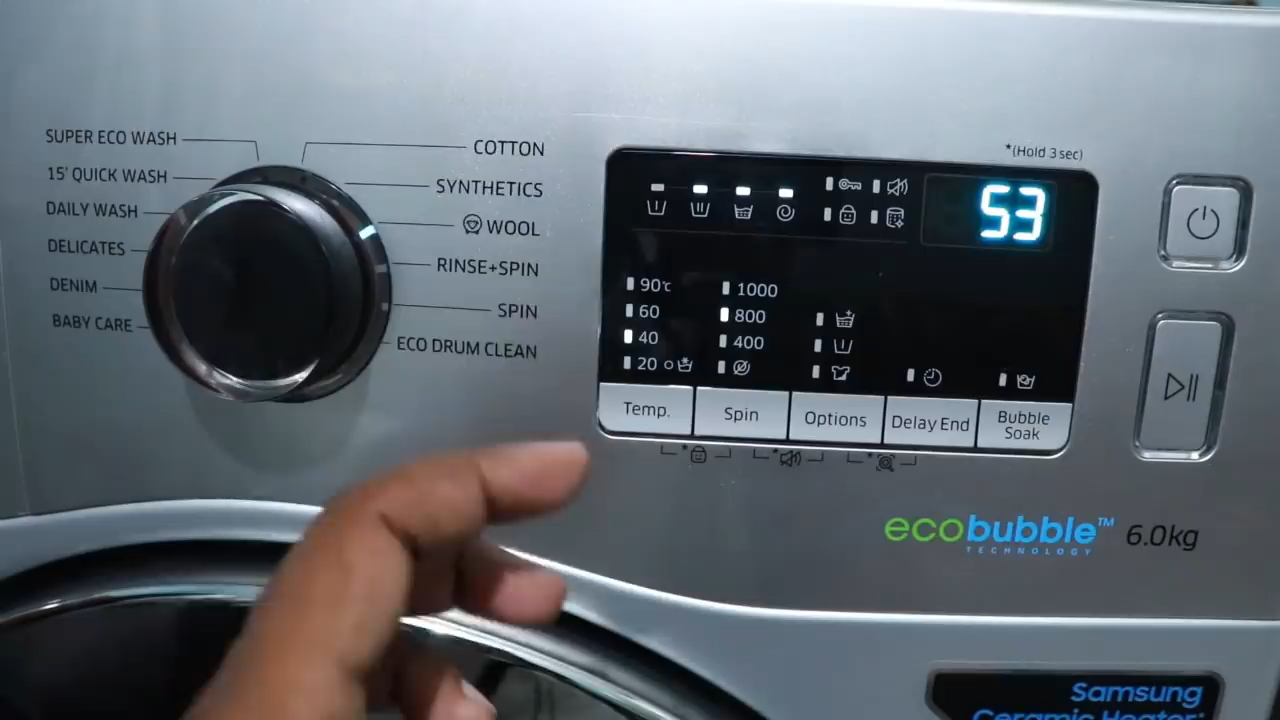 SUPER ECO WASH
15' QUICK WASH
DAILY WASH
DELICATES
DENIM
BABY CARE
COTTON
SYNTHETICS
WOOL
RINSE+SPIN
SPIN
ECO DRUM CLEAN
*(Hold 3 sec)
53
90℃
60
40
20
1000
800
400
Temp.
Spin
Options
Delay End
Bubble
Soak
ecobubble™ 6.0kg
TECHNOLOGY
Samsung
Ceramic Heater